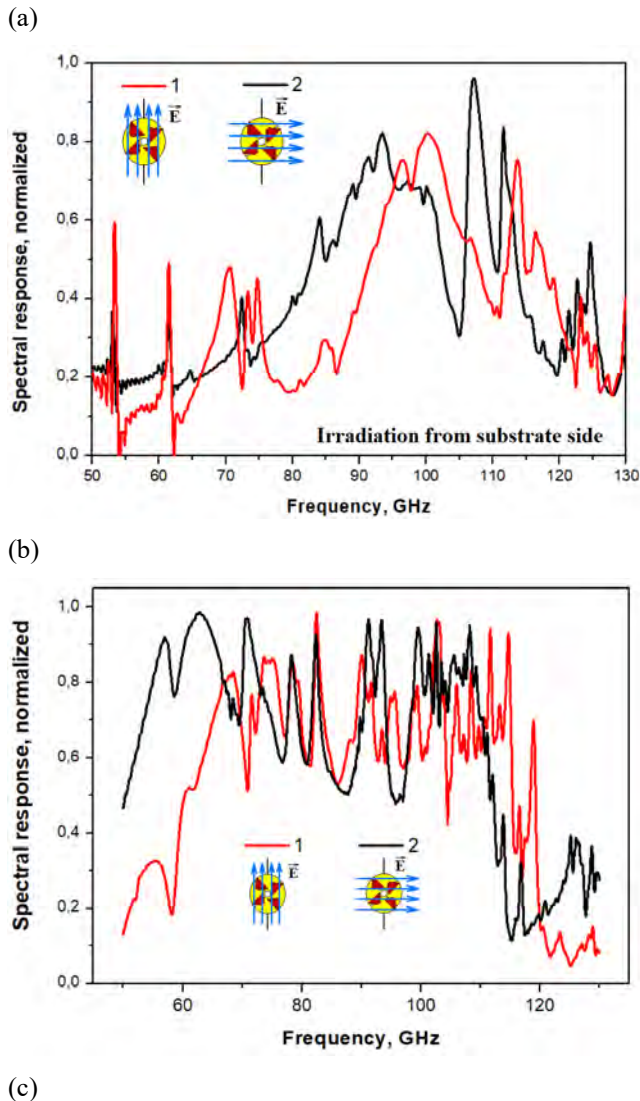 (a)
1,0
0,8
0,6
0,4
0,2
0,0
50 60 70 80 90 100 110 120 130
Spectral response, normalized
Frequency, GHz
1 2
E E
Irradiation from substrate side
(b)
1,0
0,8
0,6
0,4
0,2
0,0
60 80 100 120
Spectral response, normalized
Frequency, GHz
1 2
E E
(c)